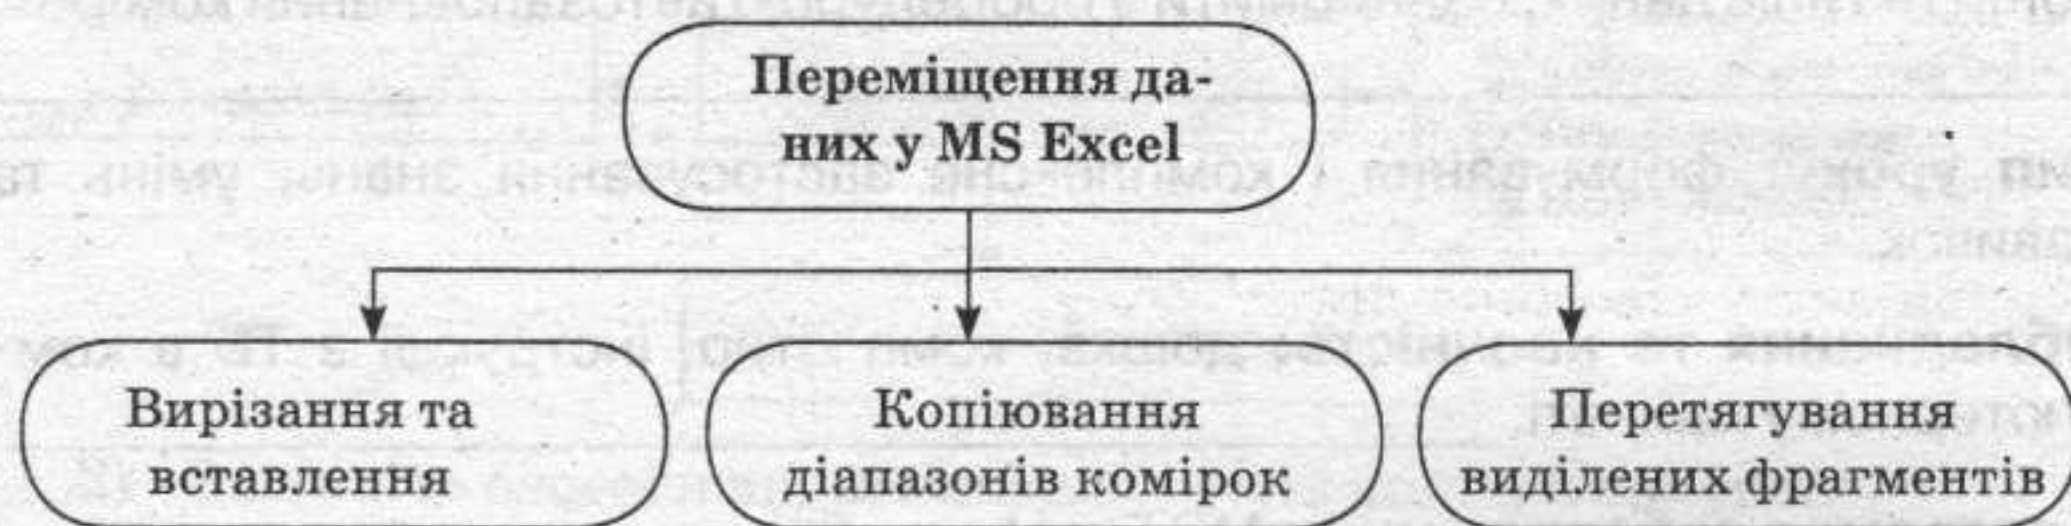 Переміщення да-
них у MS Excel
Вирізання та
вставлення
Копіювання
діапазонів комірок
Перетягування
виділених фрагментів